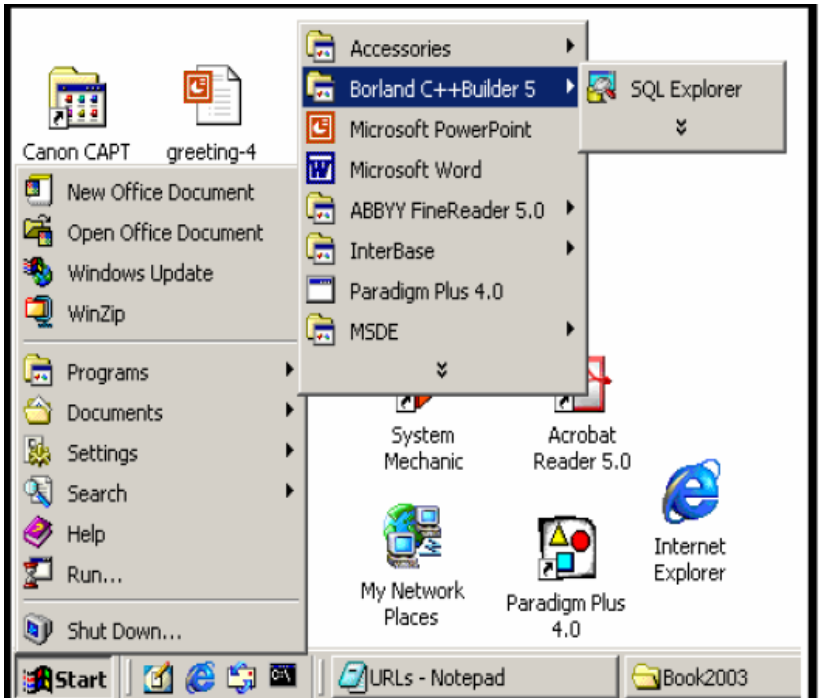 Canon CAPT
greeting-4
New Office Document
Open Office Document
Windows Update
WinZip
Programs
Documents
Settings
Search
Help
Run...
Shut Down...
Accessories
Borland C++Builder 5
Microsoft PowerPoint
Microsoft Word
ABBYY FineReader 5.0
InterBase
Paradigm Plus 4.0
MSDE
SQL Explorer
System
Mechanic
Acrobat
Reader 5.0
My Network
Places
Paradigm Plus
4.0
Internet
Explorer
Start
URLs - Notepad
Book2003